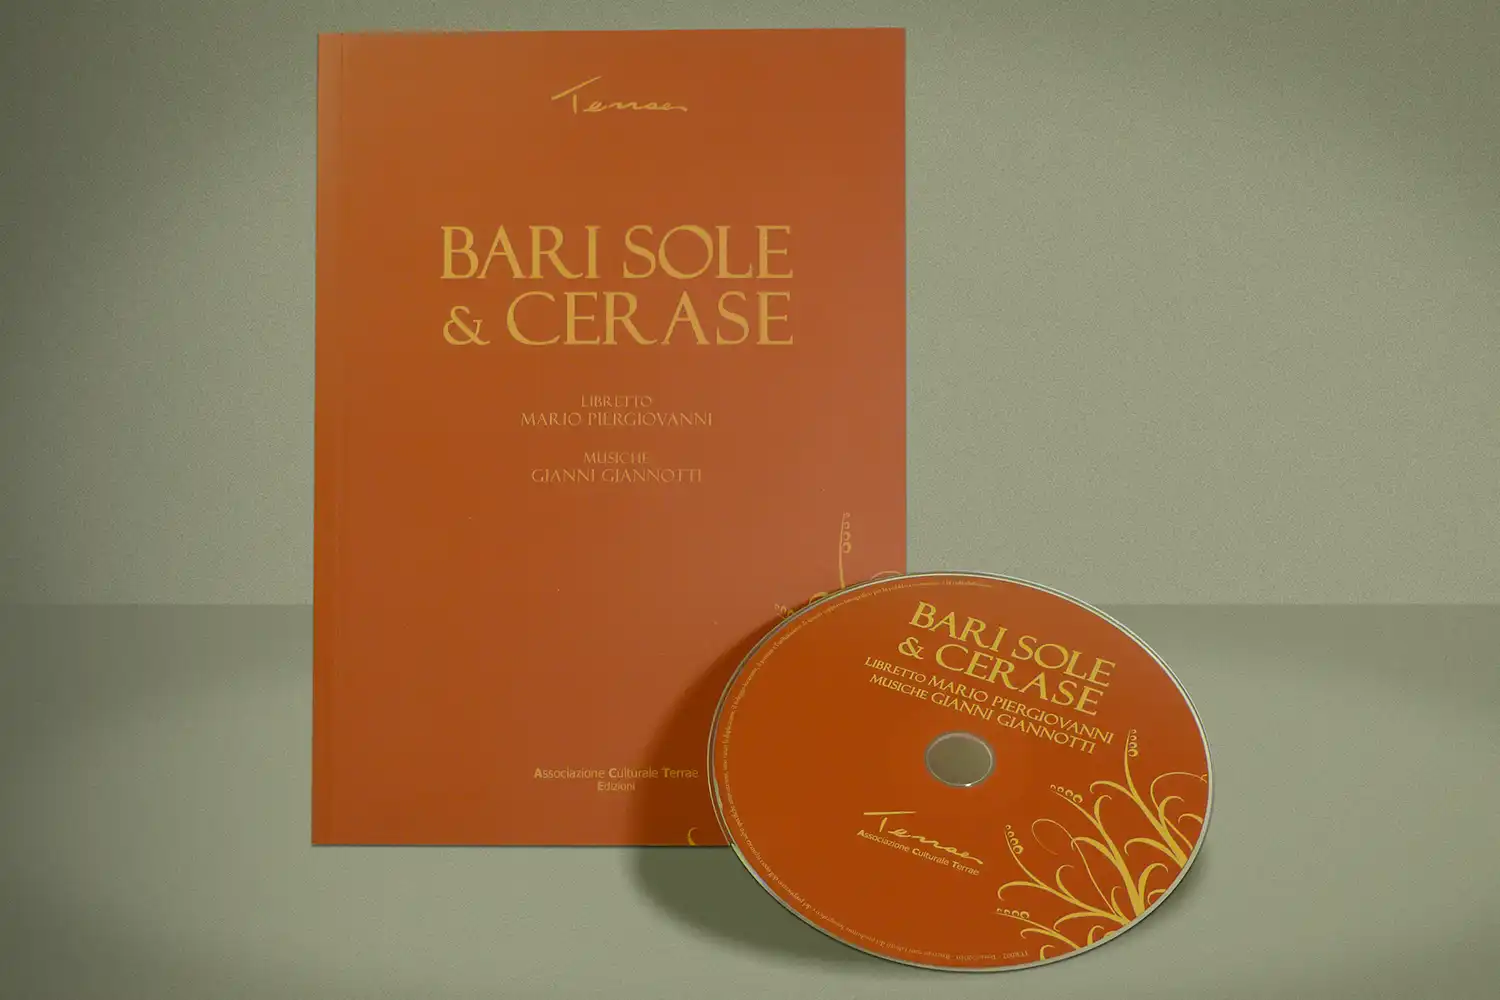 Terrae
BARI SOLE
& CERASE
LIBRETTO
MARIO PIERGIOVANNI
MUSICHE
GIANNI GIANNOTTI
Associazione Culturale Terrae
Edizioni
BARI SOLE
& CERASE
LIBRETTO MARIO PIERGIOVANNI
MUSICHE GIANNI GIANNOTTI
Terrae
Associazione Culturale Terrae